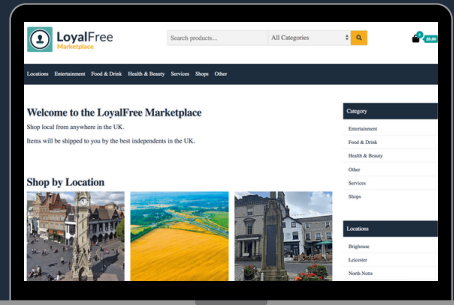 LoyalFree
Marketplace
Search products...
All Categories
Locations Entertainment Food & Drink Health & Beauty Services Shops Other
Welcome to the LoyalFree Marketplace
Shop local from anywhere in the UK.
Items will be shipped to you by the best independents in the UK.
Shop by Location
Category
Entertainment
Food & Drink
Health & Beauty
Other
Services
Shops
Locations
Brighouse
Leicester
North Notts